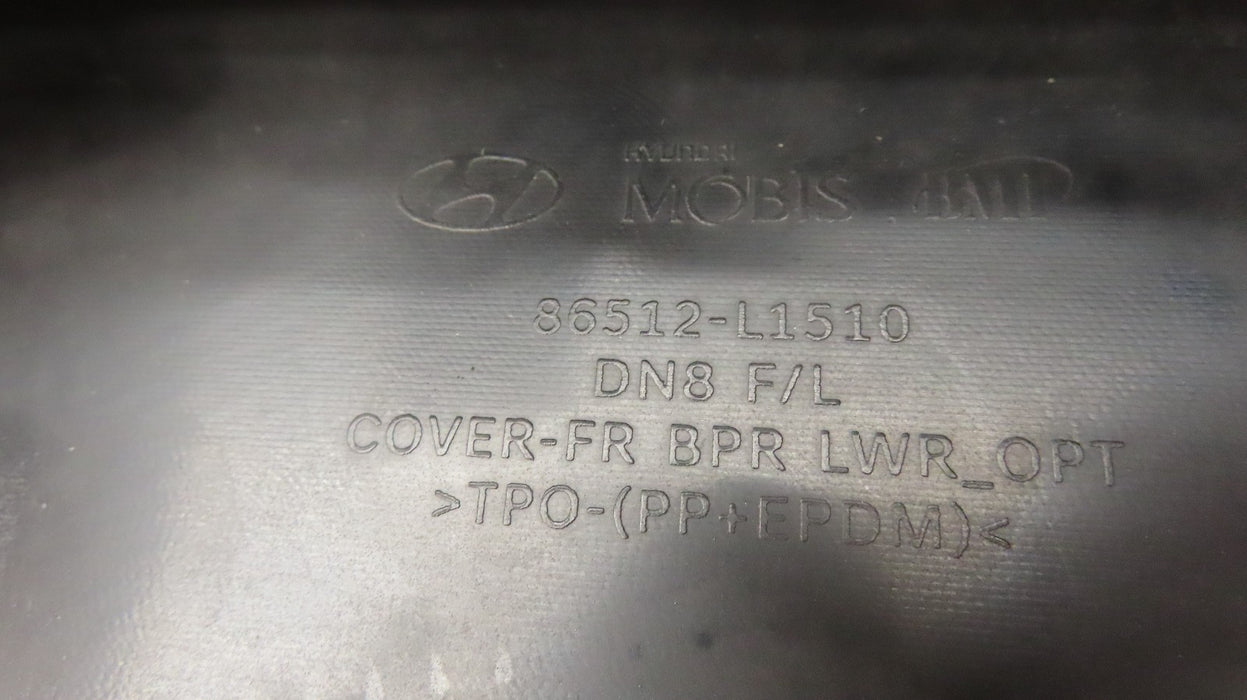 HYUNDAI
MOBIS
86512-L1510
DN8 F/L
COVER-FR BPR LWR_OPT
>TPO-(PP+EPDM)<